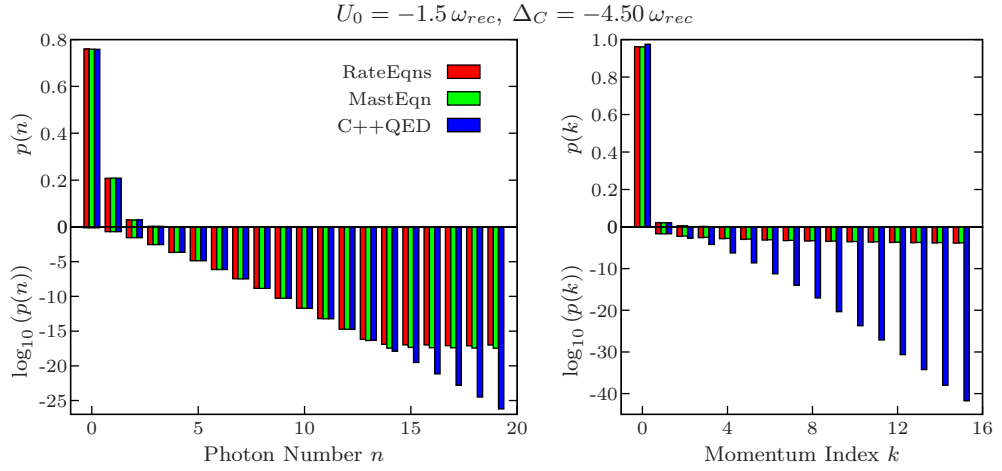 U₀ = −1.5 ω_rec, Δ_C = −4.50 ω_rec
0.8
0.6
0.4
0.2
0
-5
-10
-15
-20
-25
p(n)
log₁₀ (p(n))
RateEqns
MastEqn
C++QED
0 5 10 15 20
Photon Number n
1.0
0.8
0.6
0.4
0.2
0
-10
-20
-30
-40
p(k)
log₁₀ (p(k))
0 4 8 12 16
Momentum Index k